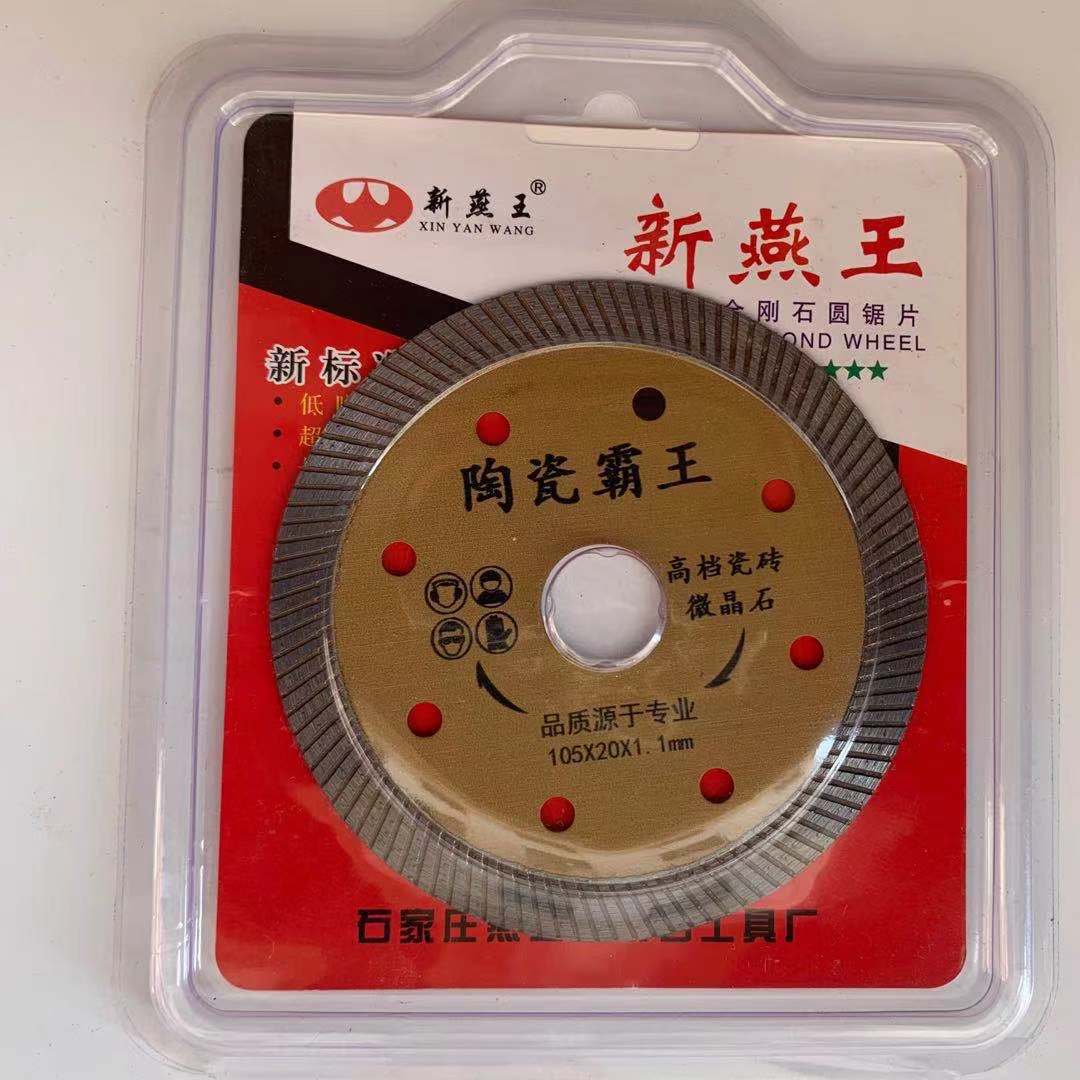 新燕王®
XIN YAN WANG
新燕王
刚石圆锯片
OND WHEEL
★★★
新标
低
超
陶瓷霸王
高档瓷砖
微晶石
品质源于专业
105X20X1.1mm
石家庄燕 工具厂